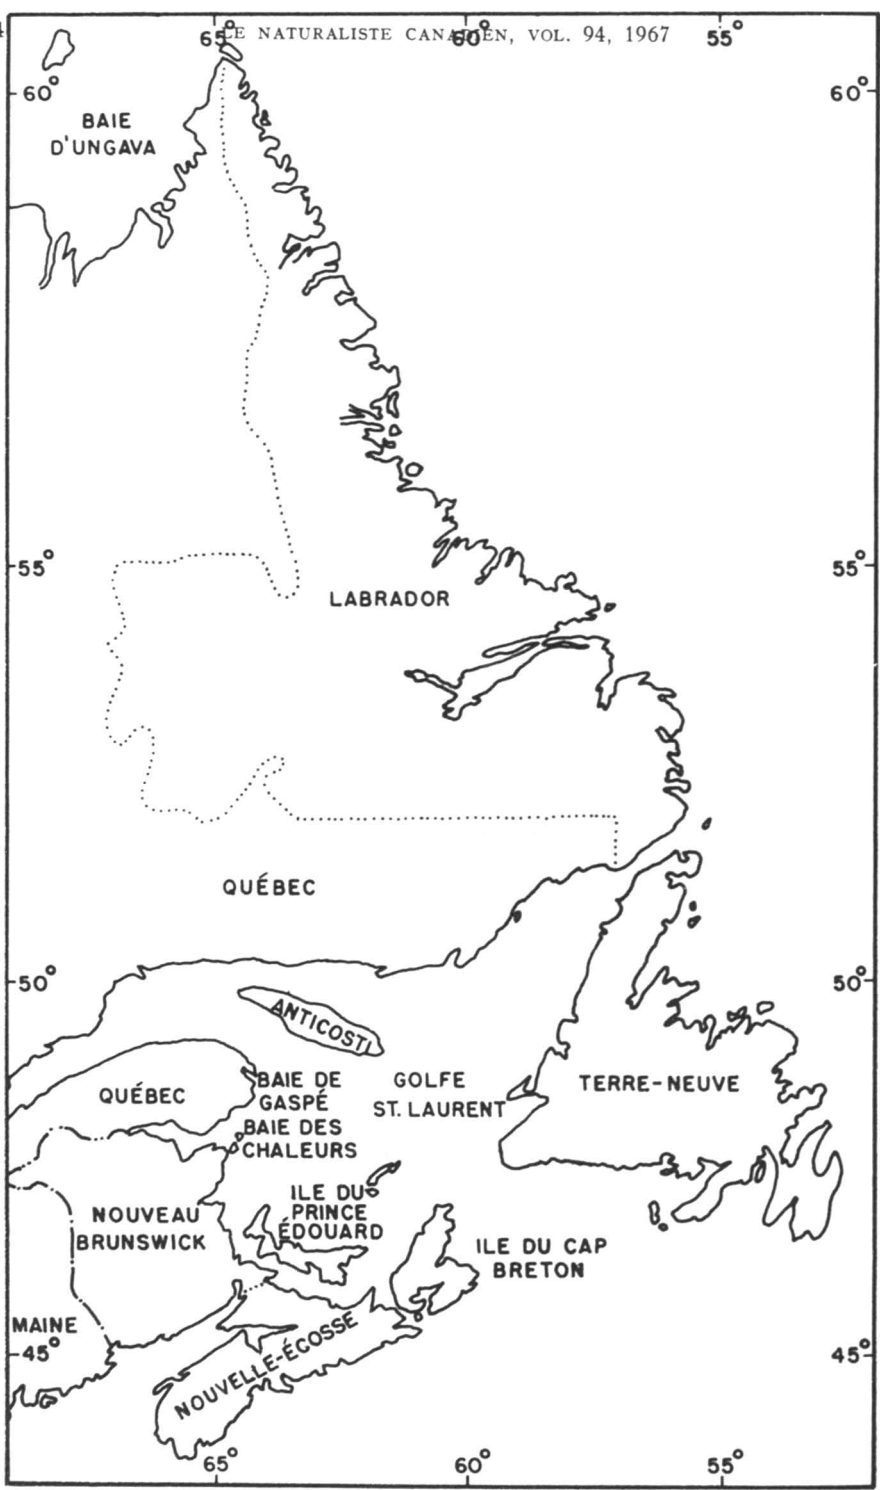 4
LE NATURALISTE CANADIEN, VOL. 94, 1967
65° 60° 55°
60° 60°
BAIE
D'UNGAVA
55° 55°
LABRADOR
QUÉBEC
50° 50°
ANTICOSTI
QUÉBEC
BAIE DE
GASPÉ
GOLFE
ST. LAURENT
TERRE-NEUVE
BAIE DES
CHALEURS
ILE DU
PRINCE
ÉDOUARD
NOUVEAU
BRUNSWICK
ILE DU CAP
BRETON
MAINE
45° 45°
NOUVELLE-ÉCOSSE
65° 60° 55°